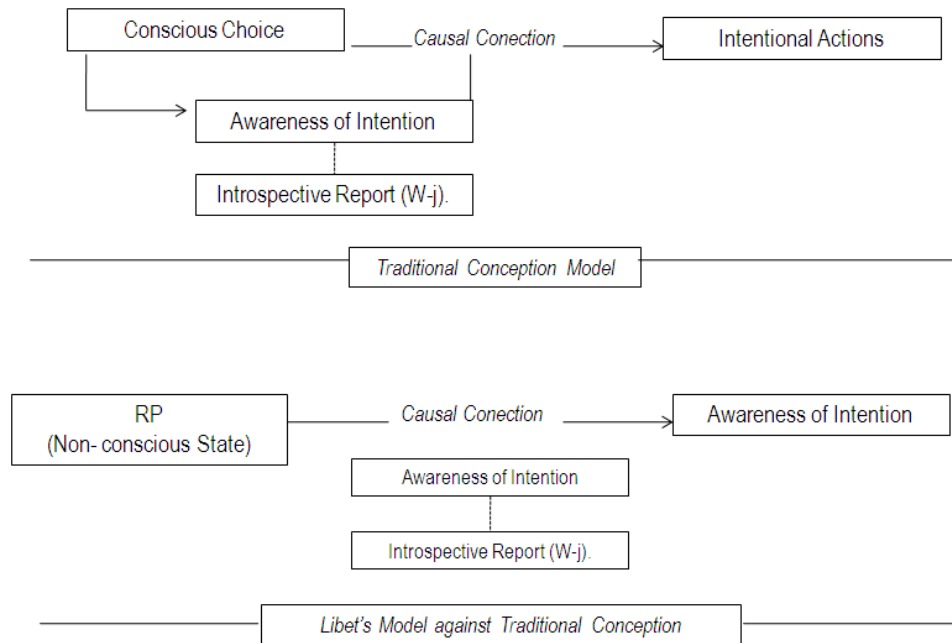 Conscious Choice
Causal Conection
Intentional Actions
Awareness of Intention
Introspective Report (W-j).
Traditional Conception Model
RP
(Non- conscious State)
Causal Conection
Awareness of Intention
Awareness of Intention
Introspective Report (W-j).
Libet's Model against Traditional Conception